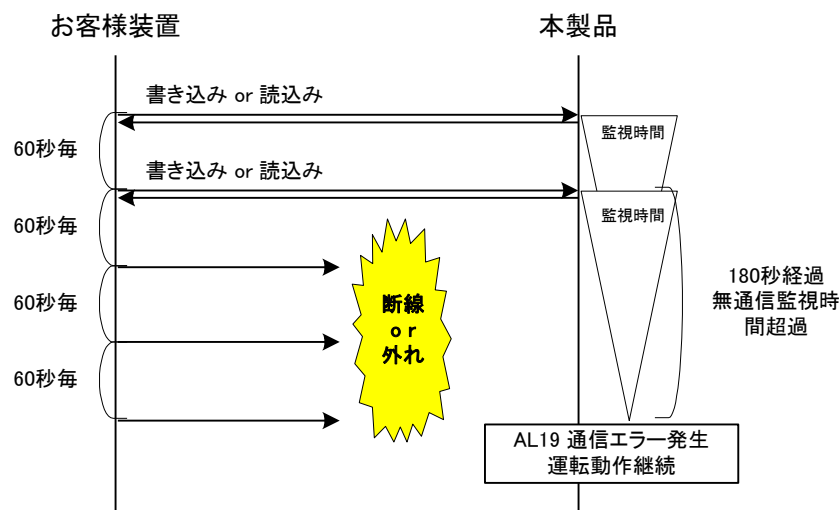 お客様装置
本製品
書き込み or 読込み
監視時間
60秒毎
書き込み or 読込み
監視時間
60秒毎
180秒経過
無通信監視時
間超過
断線
or
外れ
60秒毎
60秒毎
AL19 通信エラー発生
運転動作継続